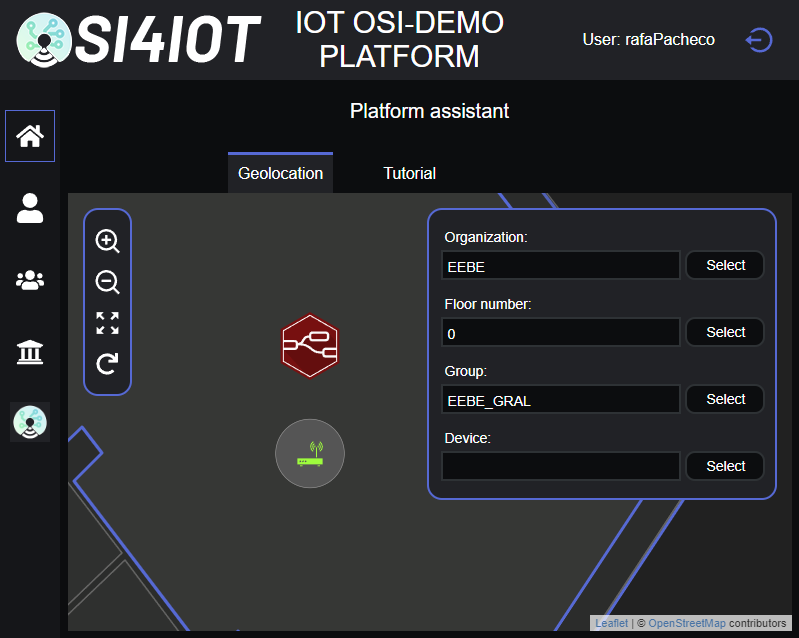 SI4IOT
IOT OSI-DEMO
PLATFORM
User: rafaPacheco
Platform assistant
Geolocation
Tutorial
Organization:
EEBE
Select
Floor number:
0
Select
Group:
EEBE_GRAL
Select
Device:
Select
Leaflet | © OpenStreetMap contributors